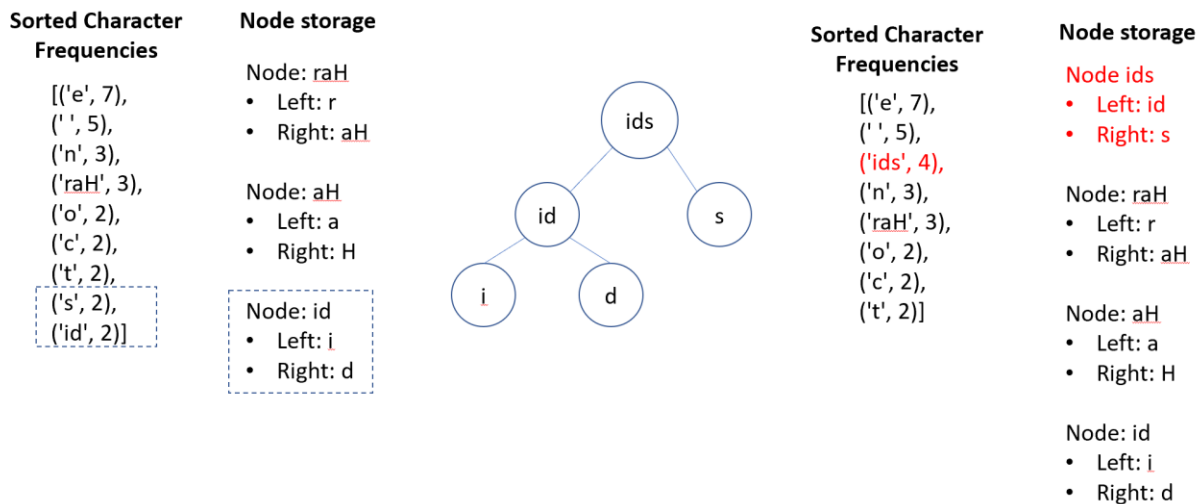 Sorted Character
Frequencies
[('e', 7),
(' ', 5),
('n', 3),
('raH', 3),
('o', 2),
('c', 2),
('t', 2),
('s', 2),
('id', 2)]
Node storage
Node: raH
• Left: r
• Right: aH
Node: aH
• Left: a
• Right: H
Node: id
• Left: i
• Right: d
ids
id
s
i
d
Sorted Character
Frequencies
[('e', 7),
(' ', 5),
('ids', 4),
('n', 3),
('raH', 3),
('o', 2),
('c', 2),
('t', 2)]
Node storage
Node ids
• Left: id
• Right: s
Node: raH
• Left: r
• Right: aH
Node: aH
• Left: a
• Right: H
Node: id
• Left: i
• Right: d